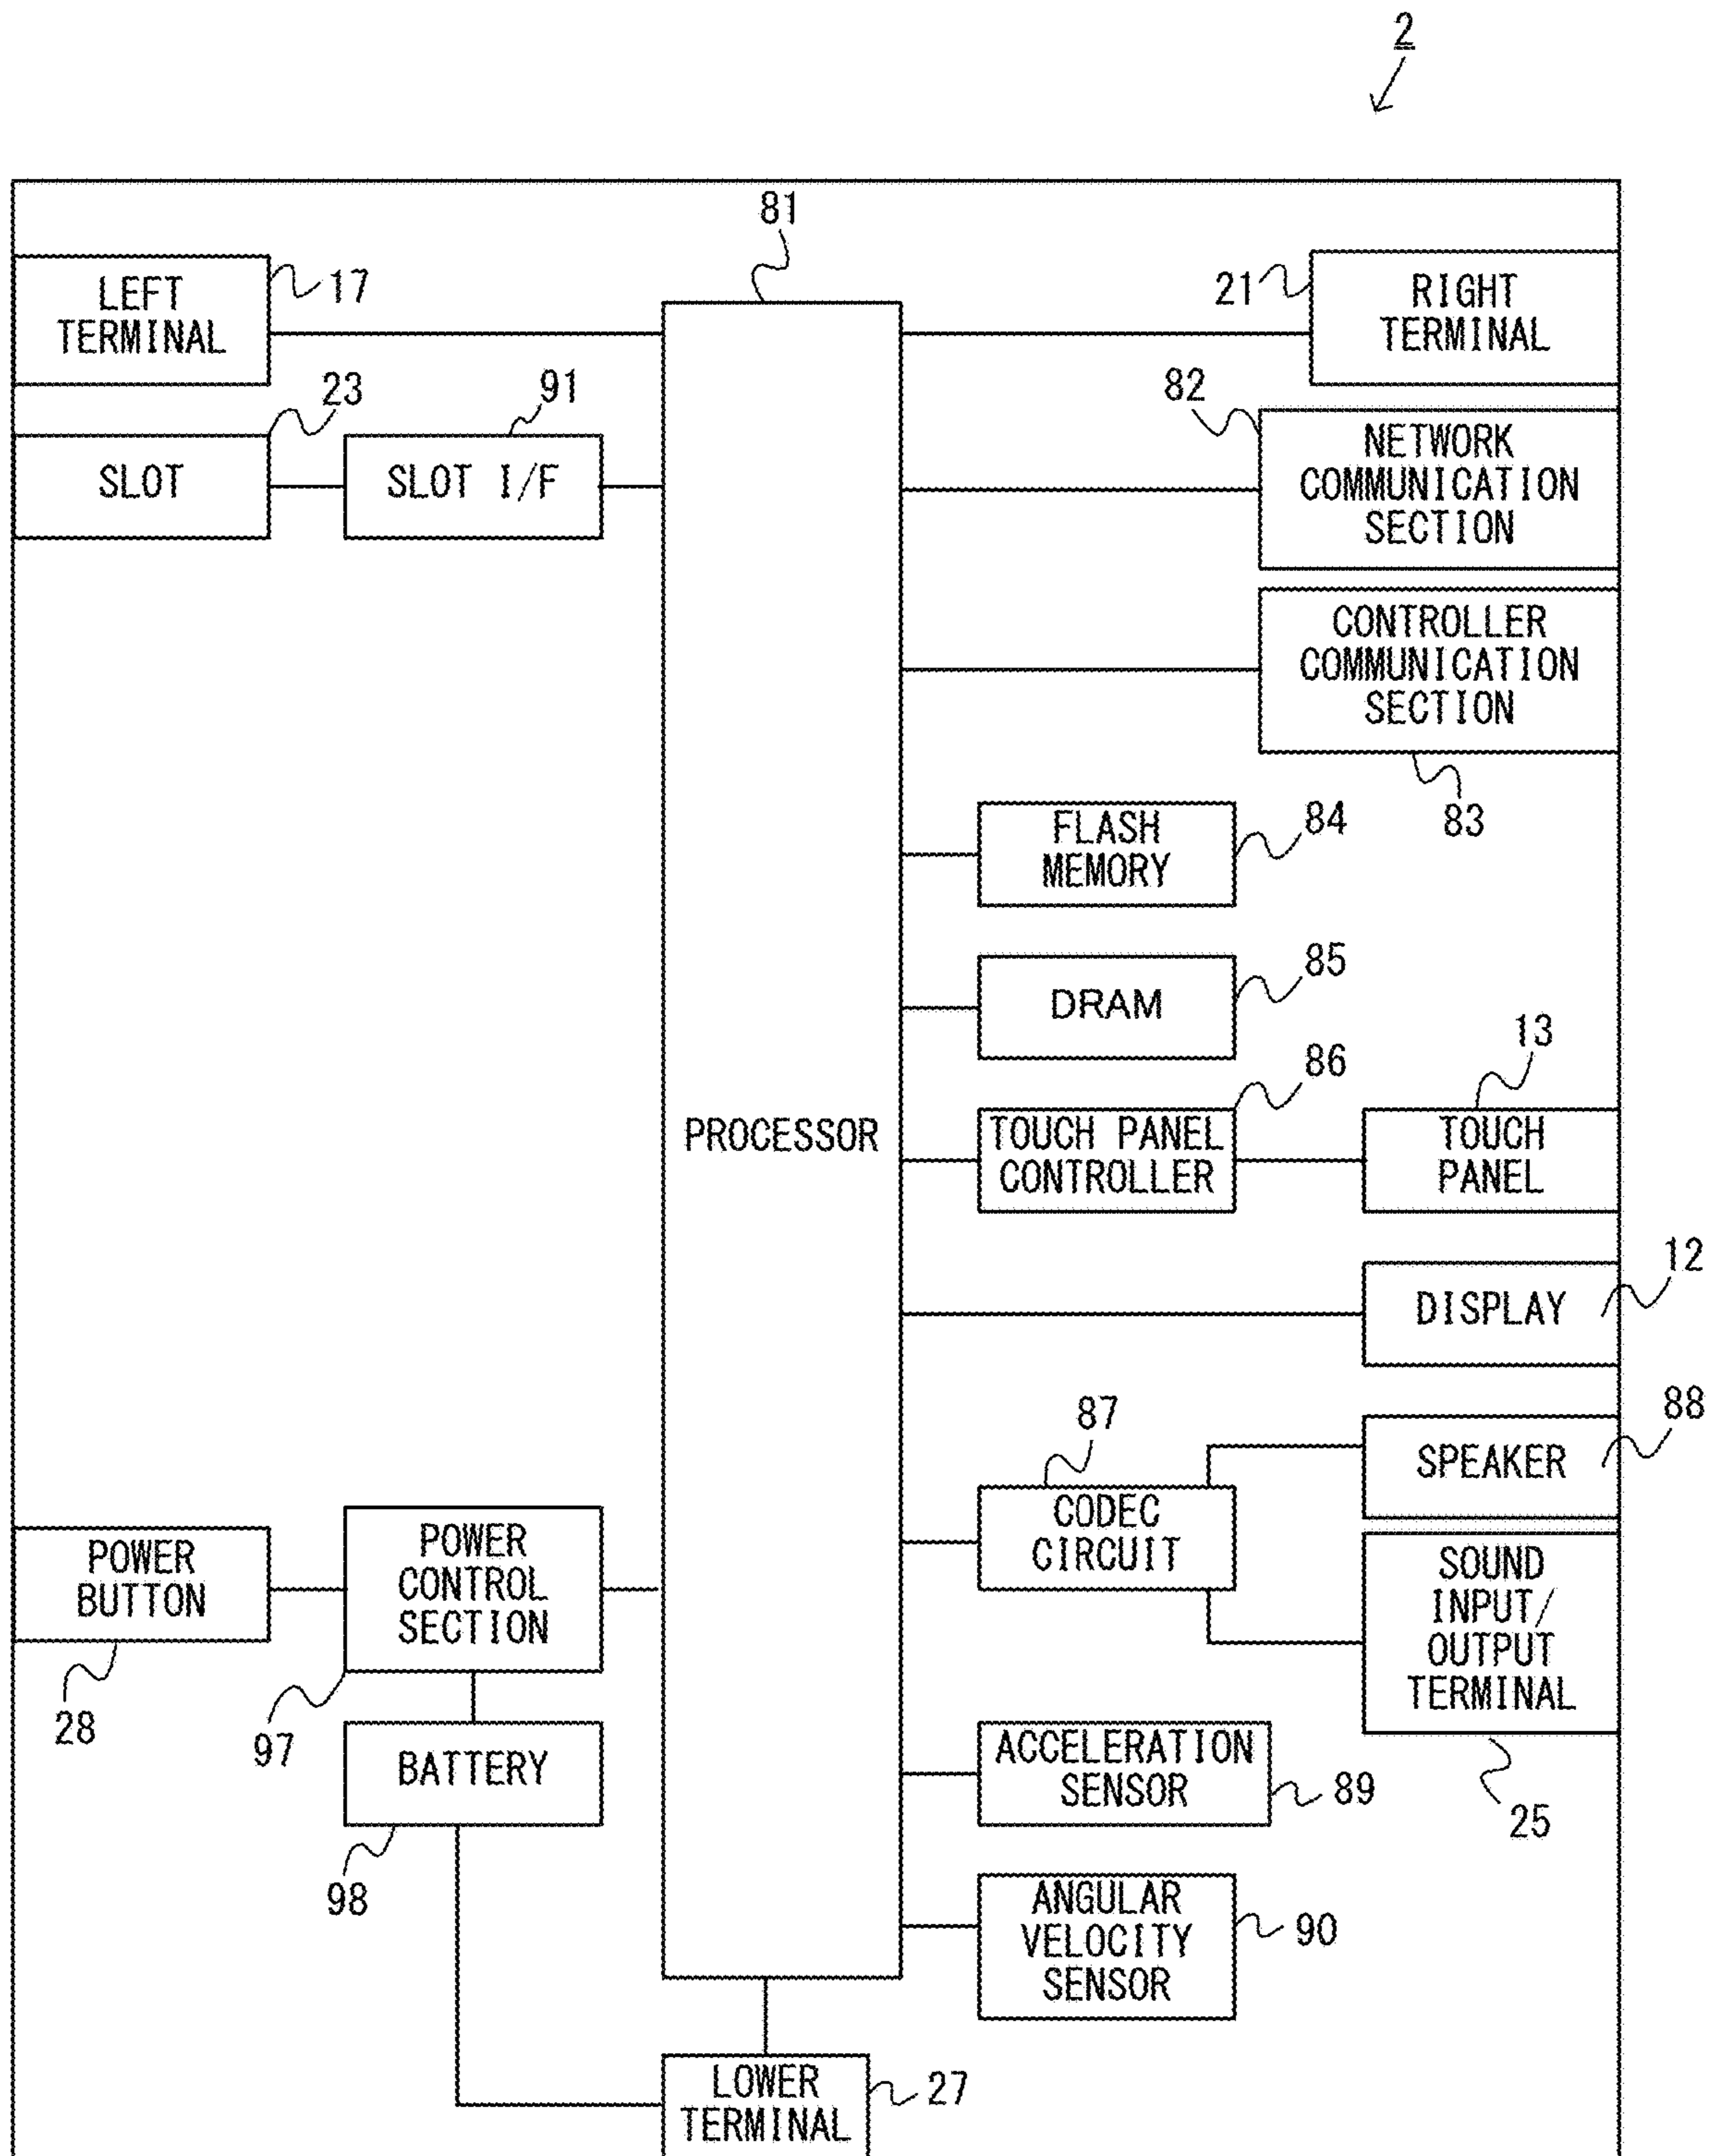 2
81
LEFT
TERMINAL
17
21
RIGHT
TERMINAL
23
91
82
SLOT
SLOT I/F
NETWORK
COMMUNICATION
SECTION
CONTROLLER
COMMUNICATION
SECTION
83
FLASH
MEMORY
84
DRAM
85
PROCESSOR
TOUCH PANEL
CONTROLLER
86
13
TOUCH
PANEL
DISPLAY
12
87
CODEC
CIRCUIT
SPEAKER
88
SOUND
INPUT/
OUTPUT
TERMINAL
25
POWER
BUTTON
28
POWER
CONTROL
SECTION
97
BATTERY
98
ACCELERATION
SENSOR
89
ANGULAR
VELOCITY
SENSOR
90
LOWER
TERMINAL
27